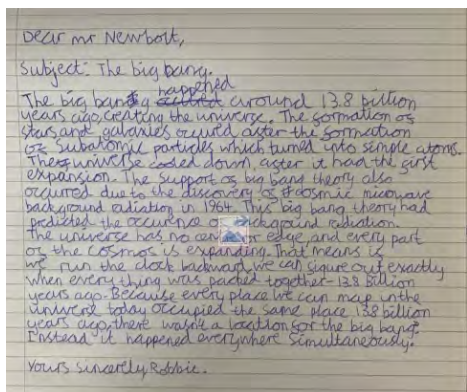 Dear mr Newbolt,
Subject: The big bang.
happened
The big bang occured around 13.8 billion
years ago, creating the universe. The formation of
stars and galaxies occured after the formation
of subatomic particles which turned into simple atoms.
The universe cooled down, after it had the first
expansion. The support of big bang theory also
occurred due to the discovery of cosmic microwave
background radiation in 1964. This big bang theory had
predicted the occurence of background radiation.
The universe has no or edge, and every part
of the cosmos is expanding. That means if
we run the clock backward, we can figure out exactly
when every thing was packed together - 13.8 billion
years ago. Because every place we can map in the
universe today occupied the same place 13.8 billion
years ago, there wasn't a location for the big bang.
Instead it happened everywhere simultaneously.
Yours sincerely, Robbie.